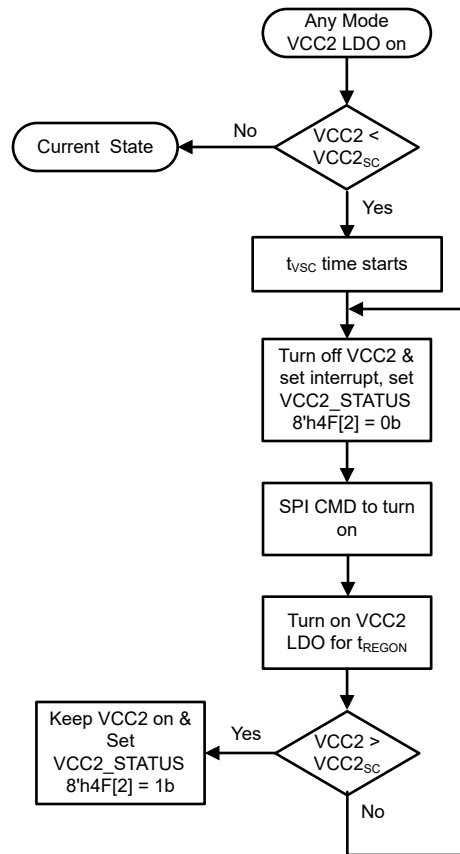 Any Mode
VCC2 LDO on
No
VCC2 <
VCC2SC
Current State
Yes
tVSC time starts
Turn off VCC2 &
set interrupt, set
VCC2_STATUS
8'h4F[2] = 0b
SPI CMD to turn
on
Turn on VCC2
LDO for tREGON
Keep VCC2 on &
Set
VCC2_STATUS
8'h4F[2] = 1b
Yes
VCC2 >
VCC2SC
No